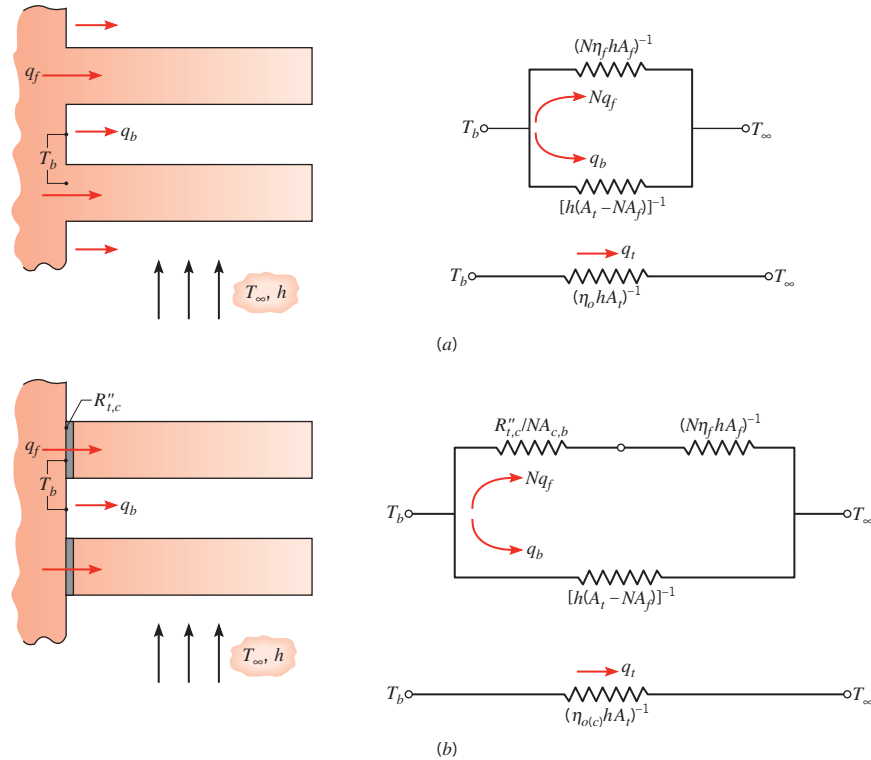 q_f
q_b
T_b
T_∞, h
(Nη_f hA_f)^−1
Nq_f
T_b
T_∞
q_b
[h(A_t − NA_f)]^−1
q_t
T_b
T_∞
(η_o hA_t)^−1
(a)
R″_t,c
q_f
T_b
q_b
T_∞, h
R″_t,c/NA_c,b
(Nη_f hA_f)^−1
Nq_f
T_b
T_∞
q_b
[h(A_t − NA_f)]^−1
q_t
T_b
T_∞
(η_o(c) hA_t)^−1
(b)